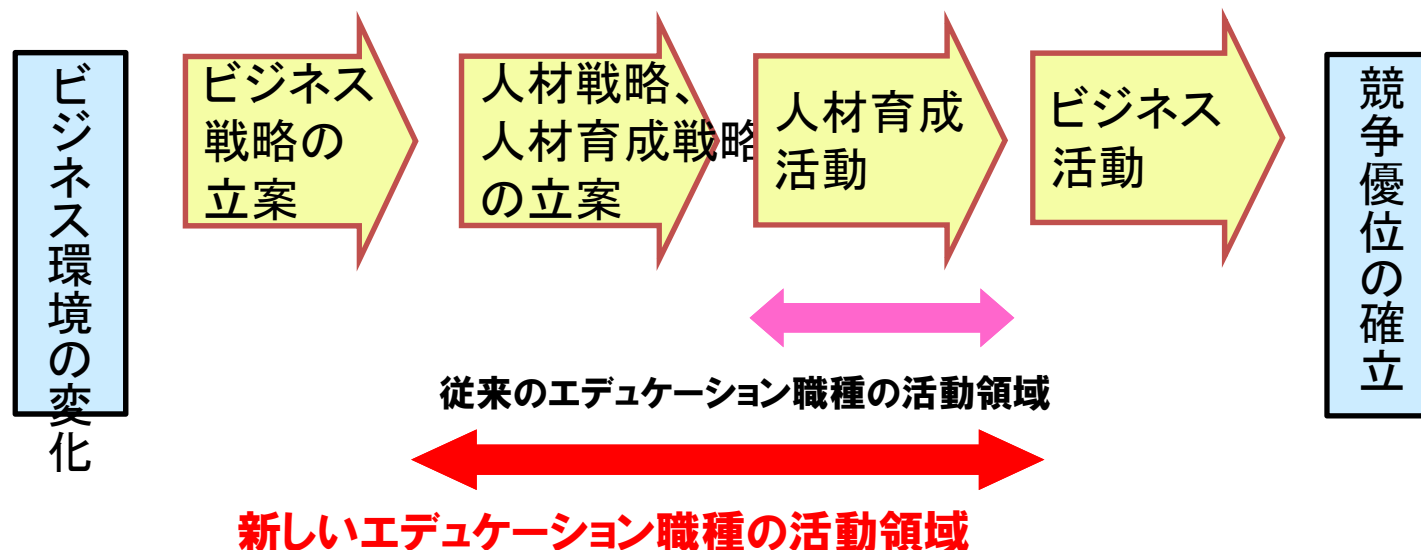 ビジネス環境の変化
ビジネス
戦略の
立案
人材戦略、
人材育成戦略
の立案
人材育成
活動
ビジネス
活動
競争優位の確立
従来のエデュケーション職種の活動領域
新しいエデュケーション職種の活動領域